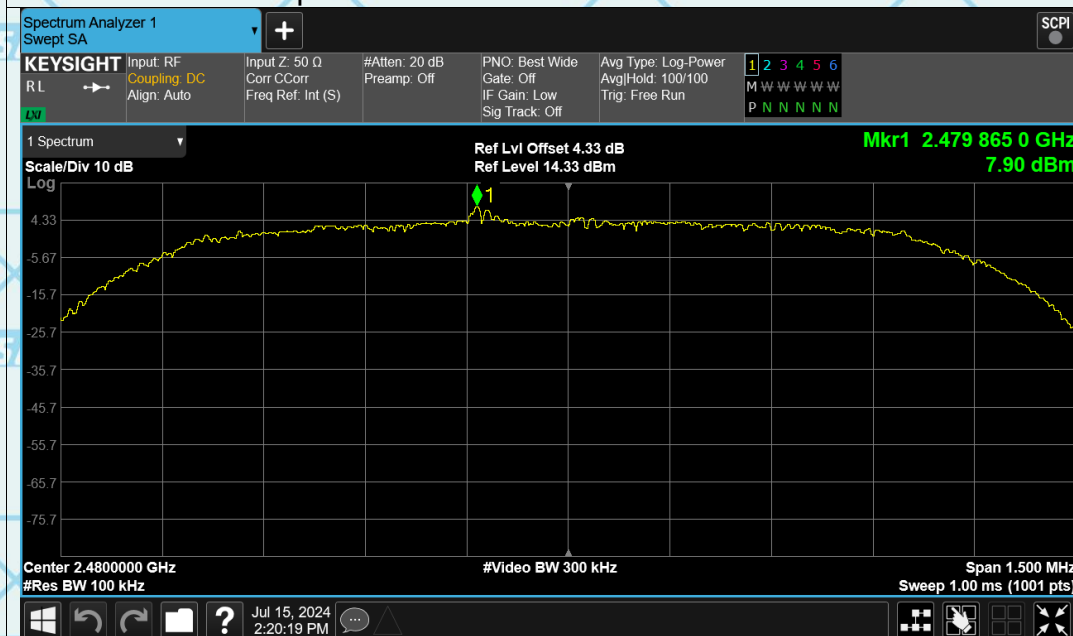 Spectrum Analyzer 1
Swept SA
+
SCPI
KEYSIGHT
RL
LXI
Input: RF
Coupling: DC
Align: Auto
Input Z: 50 Ω
Corr CCorr
Freq Ref: Int (S)
#Atten: 20 dB
Preamp: Off
PNO: Best Wide
Gate: Off
IF Gain: Low
Sig Track: Off
Avg Type: Log-Power
Avg|Hold: 100/100
Trig: Free Run
1 2 3 4 5 6
M W W W W W
P N N N N N
1 Spectrum
Scale/Div 10 dB
Ref Lvl Offset 4.33 dB
Ref Level 14.33 dBm
Mkr1 2.479 865 0 GHz
7.90 dBm
Log
1
4.33
-5.67
-15.7
-25.7
-35.7
-45.7
-55.7
-65.7
-75.7
Center 2.4800000 GHz
#Video BW 300 kHz
Span 1.500 MHz
#Res BW 100 kHz
Sweep 1.00 ms (1001 pts)
?
Jul 15, 2024
2:20:19 PM